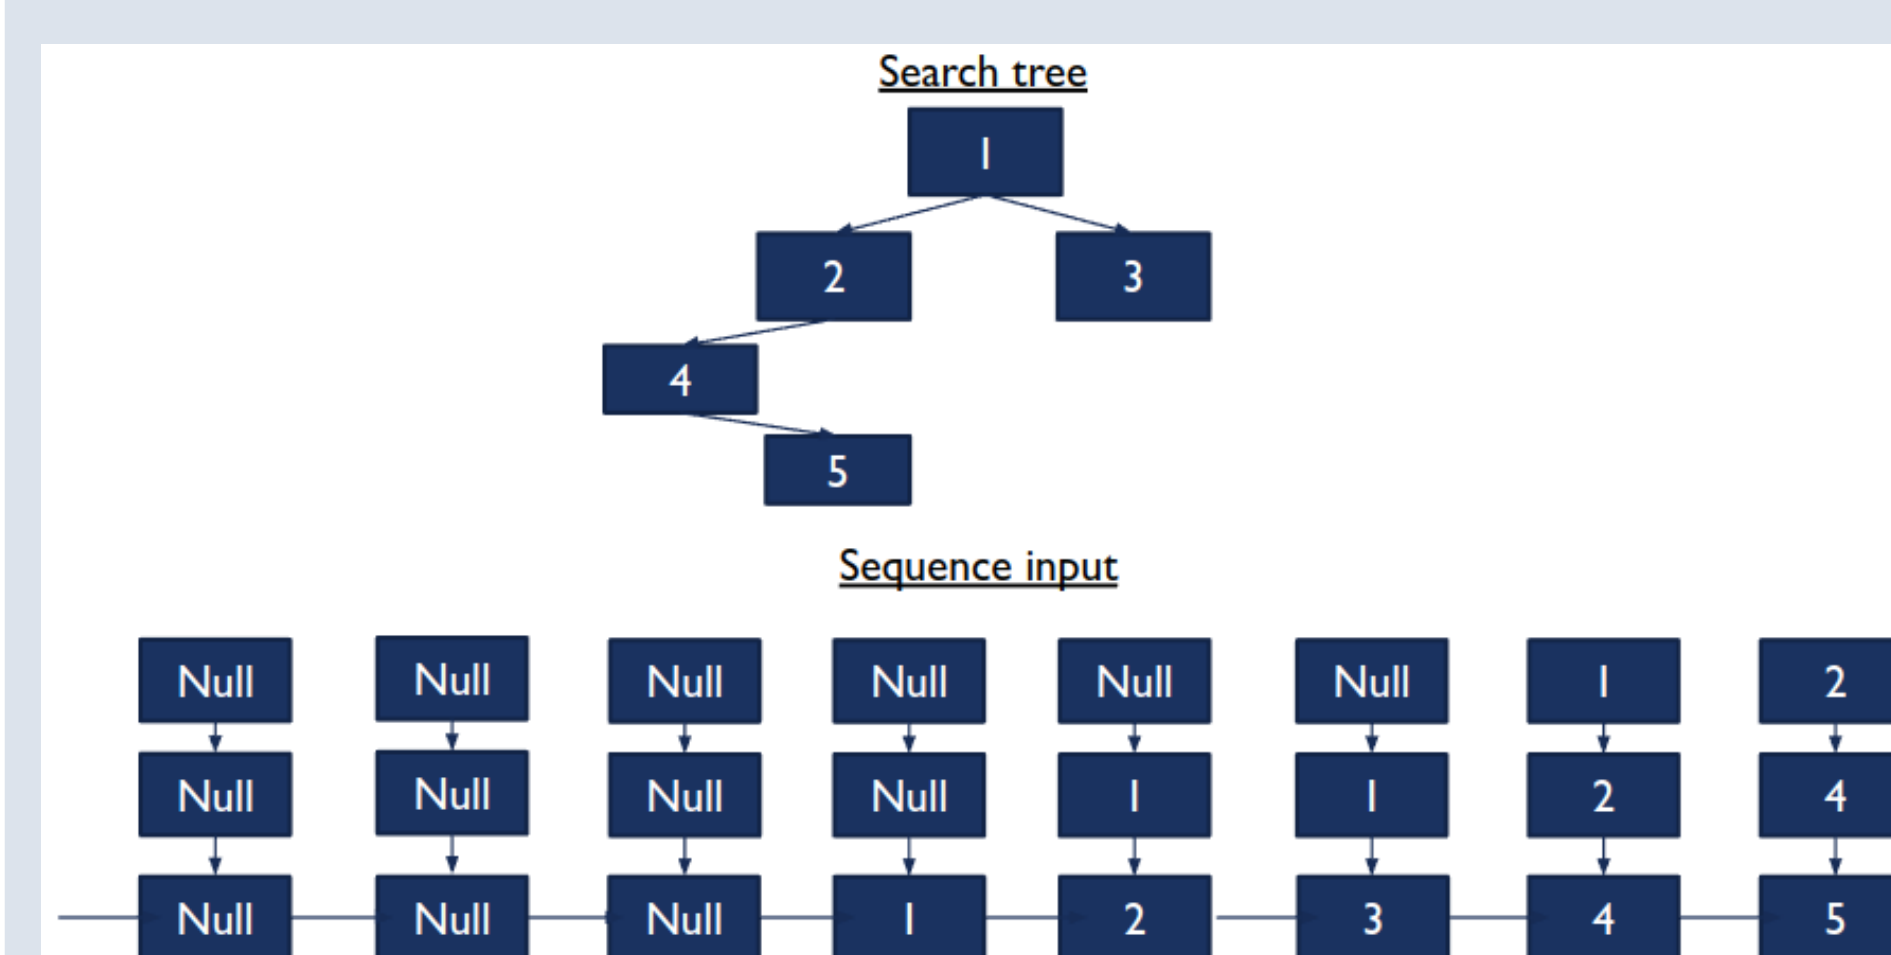 Search tree
1
2 3
4
5
Sequence input
Null Null Null Null Null Null 1 2
Null Null Null Null 1 1 2 4
Null Null Null 1 2 3 4 5